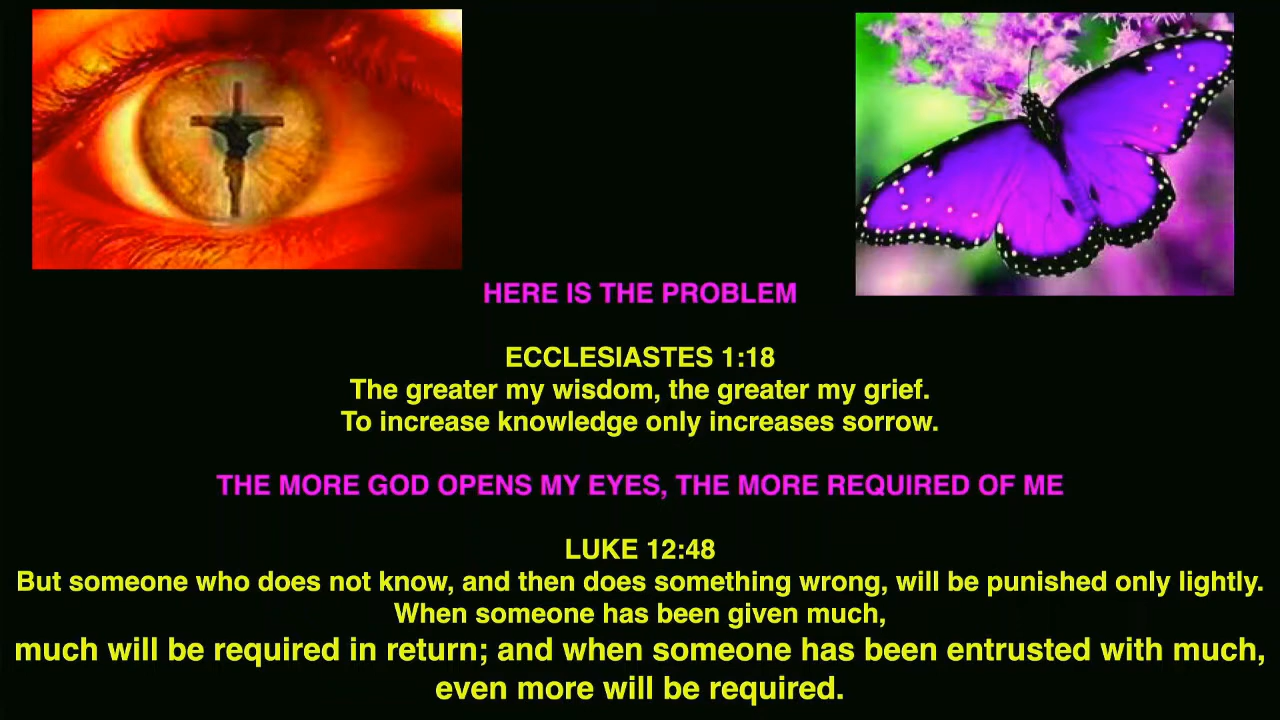 HERE IS THE PROBLEM
ECCLESIASTES 1:18
The greater my wisdom, the greater my grief.
To increase knowledge only increases sorrow.
THE MORE GOD OPENS MY EYES, THE MORE REQUIRED OF ME
LUKE 12:48
But someone who does not know, and then does something wrong, will be punished only lightly.
When someone has been given much,
much will be required in return; and when someone has been entrusted with much,
even more will be required.